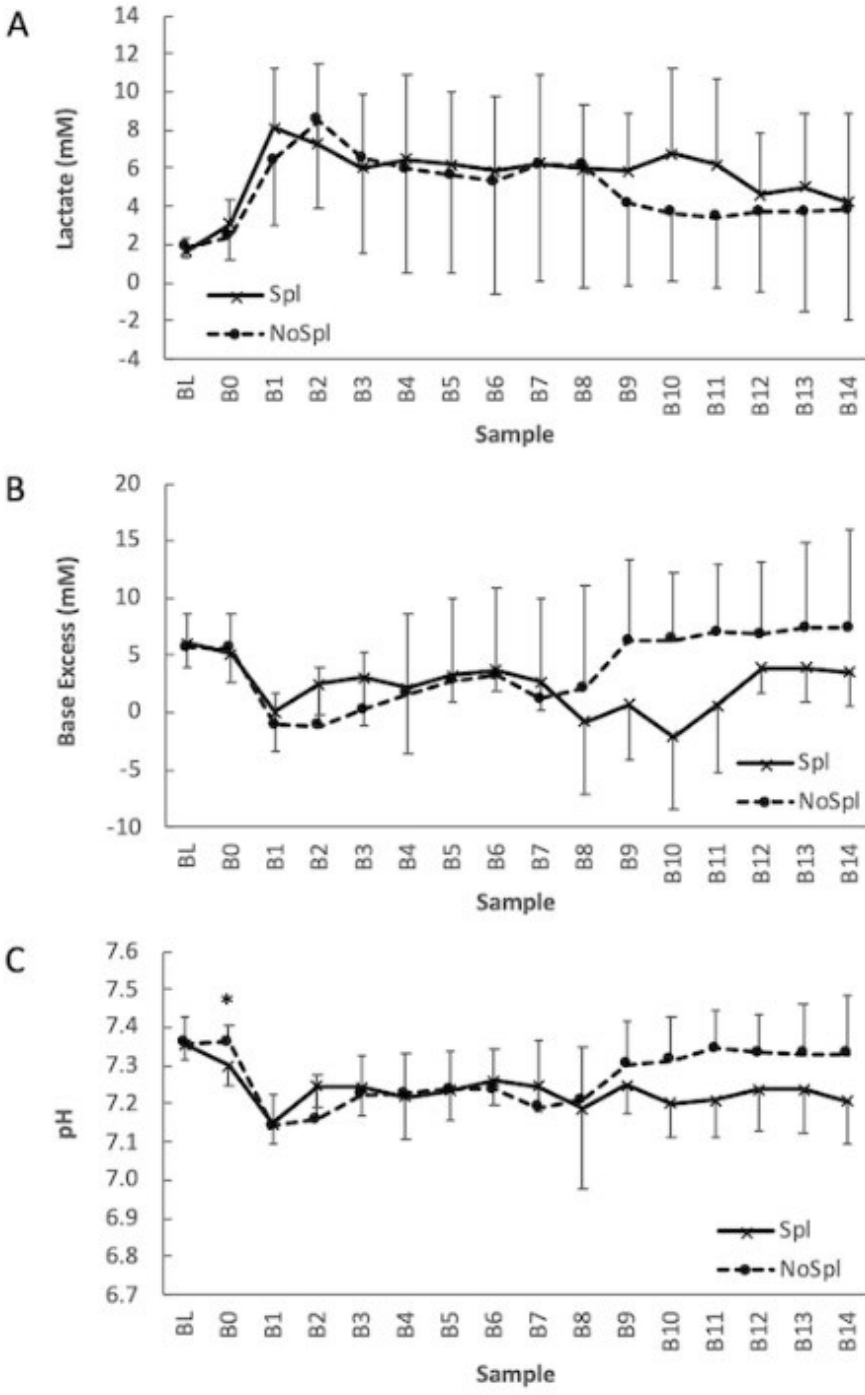 A
Lactate (mM)
14
12
10
8
6
4
2
0
-2
-4
Spl
NoSpl
BL B0 B1 B2 B3 B4 B5 B6 B7 B8 B9 B10 B11 B12 B13 B14
Sample
B
Base Excess (mM)
20
15
10
5
0
-5
-10
Spl
NoSpl
BL B0 B1 B2 B3 B4 B5 B6 B7 B8 B9 B10 B11 B12 B13 B14
Sample
C
pH
7.6
7.5
7.4
7.3
7.2
7.1
7.0
6.9
6.8
6.7
*
Spl
NoSpl
BL B0 B1 B2 B3 B4 B5 B6 B7 B8 B9 B10 B11 B12 B13 B14
Sample